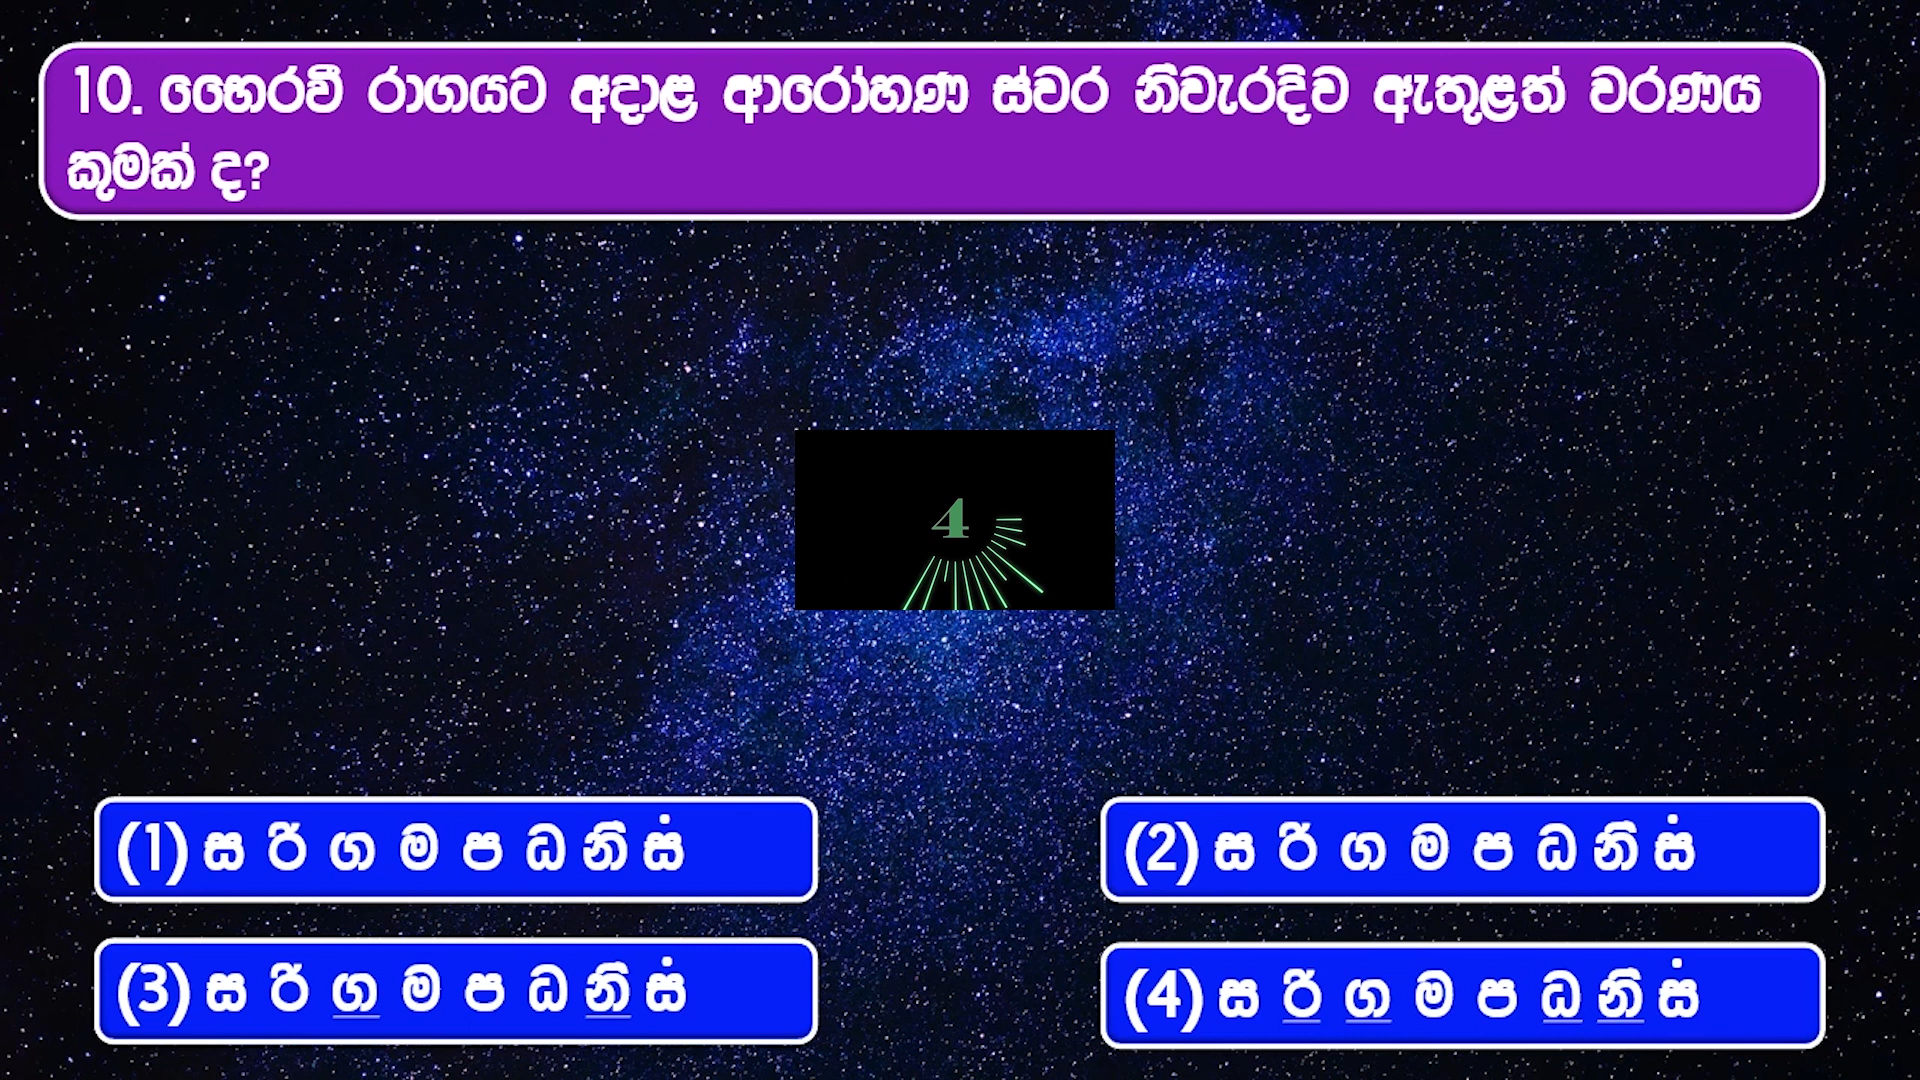 10. භෛරවී රාගයට අදාළ ආරෝහණ ස්වර නිවැරදිව ඇතුළත් වරණය
කුමක් ද?
4
(1) ස රි ග ම ප ධ නි ස්
(2) ස රි ග ම ප ධ නි ස්
(3) ස රි ග ම ප ධ නි ස්
(4) ස රි ග ම ප ධ නි ස්